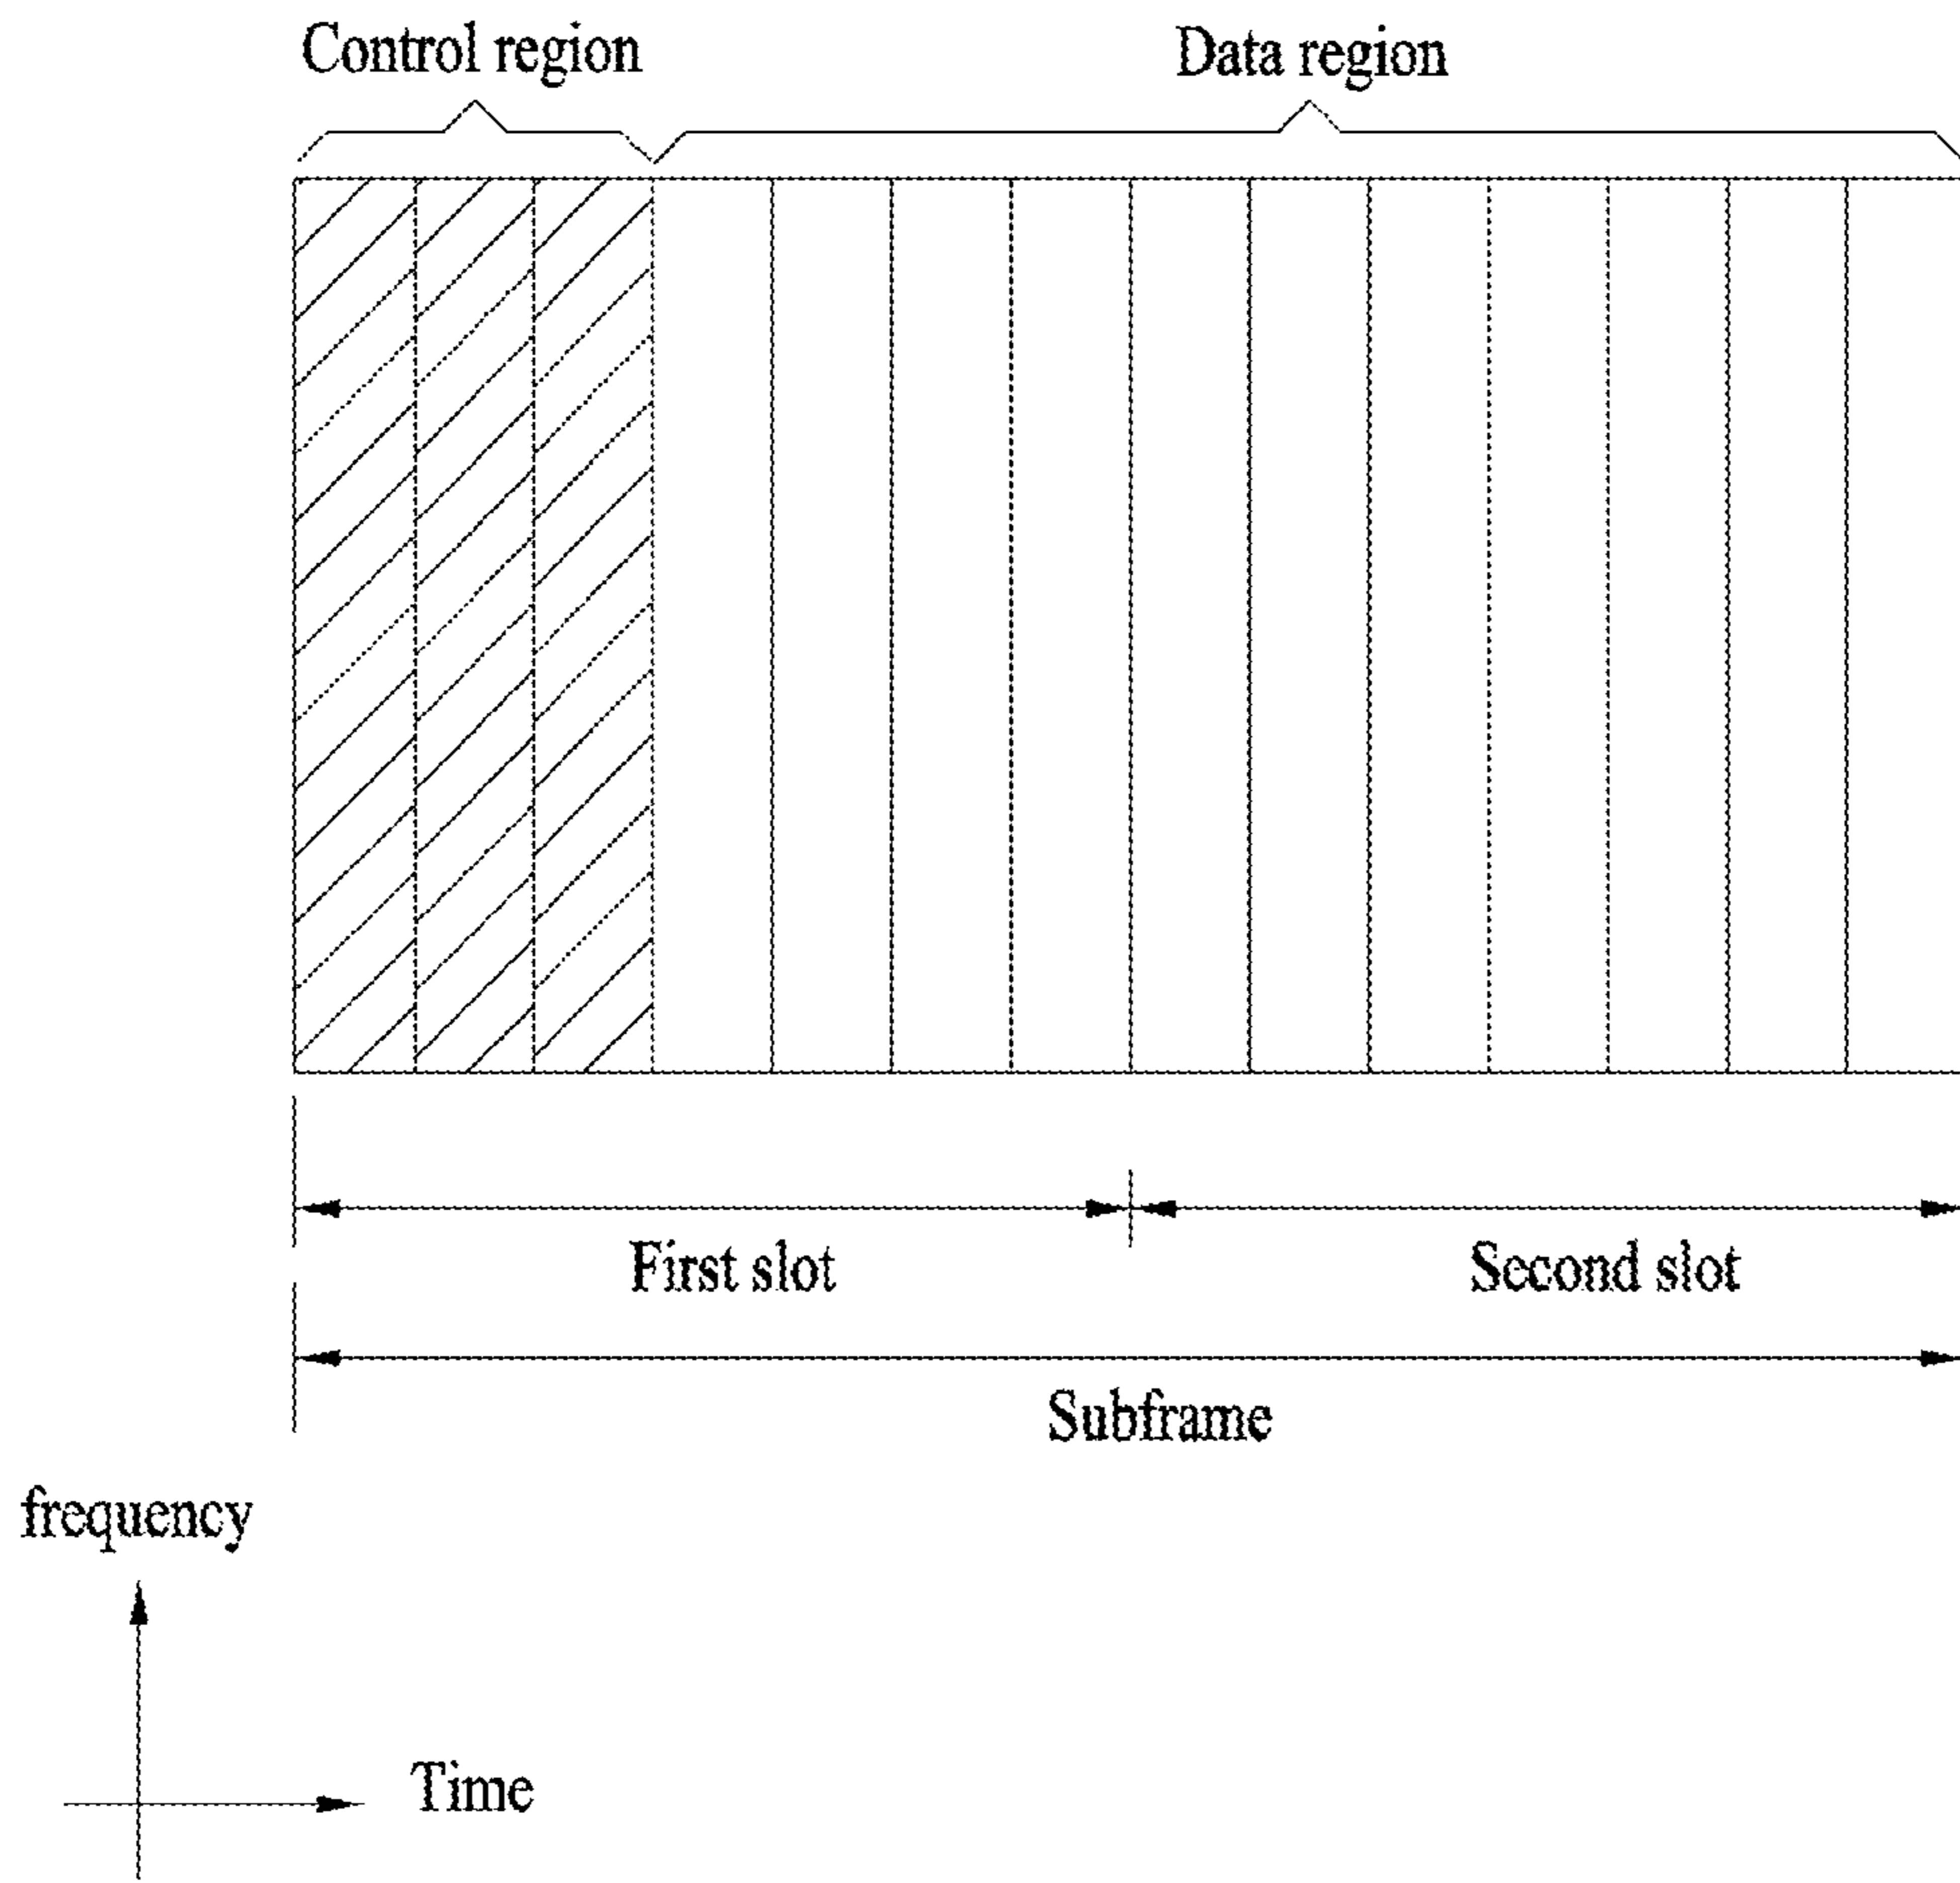 Control region
Data region
First slot
Second slot
Subframe
frequency
Time